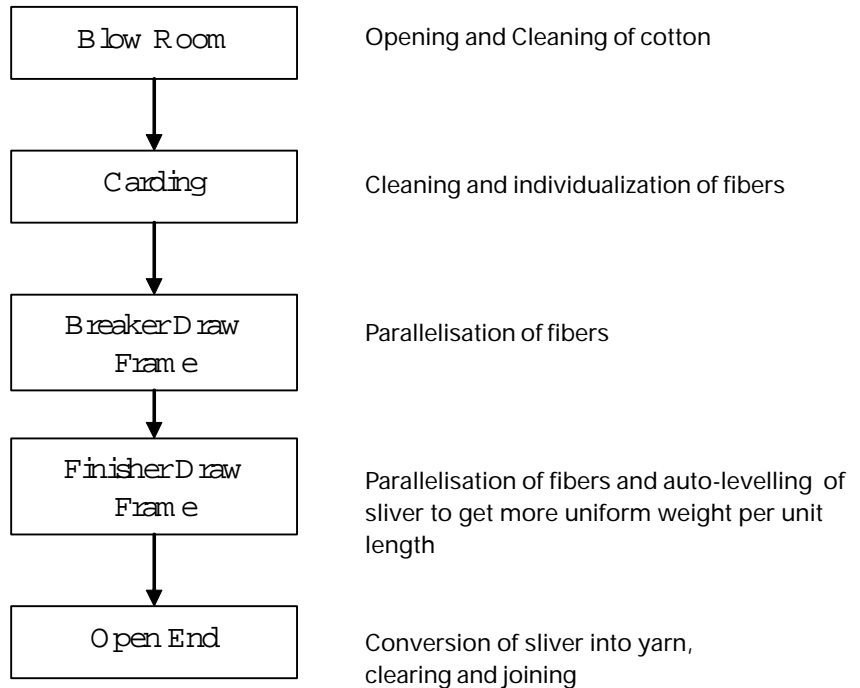 Blow Room
Opening and Cleaning of cotton
Carding
Cleaning and individualization of fibers
Breaker Draw
Frame
Parallelisation of fibers
Finisher Draw
Frame
Parallelisation of fibers and auto-levelling of
sliver to get more uniform weight per unit
length
Open End
Conversion of sliver into yarn,
clearing and joining